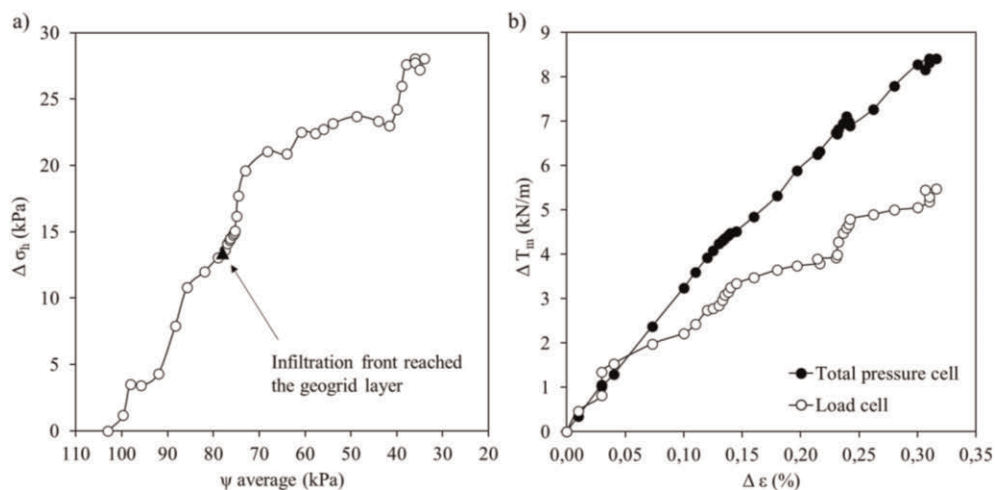 a)
30
25
20
15
10
5
0
Δ σh (kPa)
110 100 90 80 70 60 50 40 30 20
ψ average (kPa)
Infiltration front reached
the geogrid layer
b)
9
8
7
6
5
4
3
2
1
0
Δ Tm (kN/m)
0,00 0,05 0,10 0,15 0,20 0,25 0,30 0,35
Δ ε (%)
Total pressure cell
Load cell